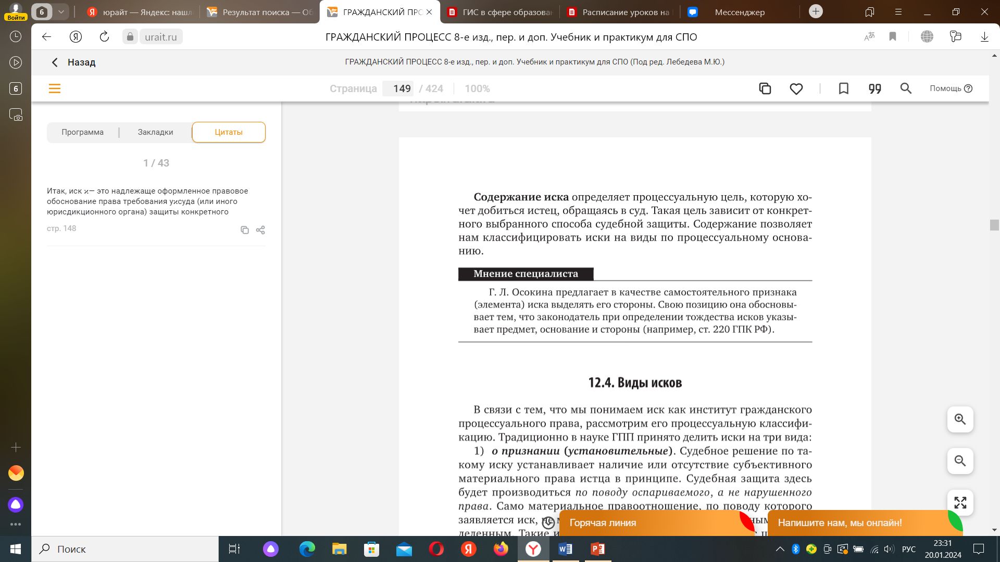 Войти
6
юрайт — Яндекс: нашл
Результат поиска — Об
ГРАЖДАНСКИЙ ПРОС
ГИС в сфере образован
Расписание уроков на
Мессенджер
urait.ru
ГРАЖДАНСКИЙ ПРОЦЕСС 8-е изд., пер. и доп. Учебник и практикум для СПО
Назад
ГРАЖДАНСКИЙ ПРОЦЕСС 8-е изд., пер. и доп. Учебник и практикум для СПО (Под ред. Лебедева М.Ю.)
6
Страница 149 / 424 100%
Помощь
Программа
Закладки
Цитаты
1 / 43
Итак, иск ϰ— это надлежаще оформленное правовое
обоснование права требования уϰсуда (или иного
юрисдикционного органа) защиты конкретного
стр. 148
Содержание иска определяет процессуальную цель, которую хо-
чет добиться истец, обращаясь в суд. Такая цель зависит от конкрет-
ного выбранного способа судебной защиты. Содержание позволяет
нам классифицировать иски на виды по процессуальному основа-
нию.
Мнение специалиста
Г. Л. Осокина предлагает в качестве самостоятельного признака
(элемента) иска выделять его стороны. Свою позицию она обосновы-
вает тем, что законодатель при определении тождества исков указы-
вает предмет, основание и стороны (например, ст. 220 ГПК РФ).
12.4. Виды исков
В связи с тем, что мы понимаем иск как институт гражданского
процессуального права, рассмотрим его процессуальную классифи-
кацию. Традиционно в науке ГПП принято делить иски на три вида:
1) о признании (установительные). Судебное решение по та-
кому иску устанавливает наличие или отсутствие субъективного
материального права истца в принципе. Судебная защита здесь
будет производиться по поводу оспариваемого, а не нарушенного
права. Само материальное правоотношение, по поводу которого
заявляется иск, не
деленным. Такие
Горячая линия
Напишите нам, мы онлайн!
Поиск
РУС
23:31
20.01.2024